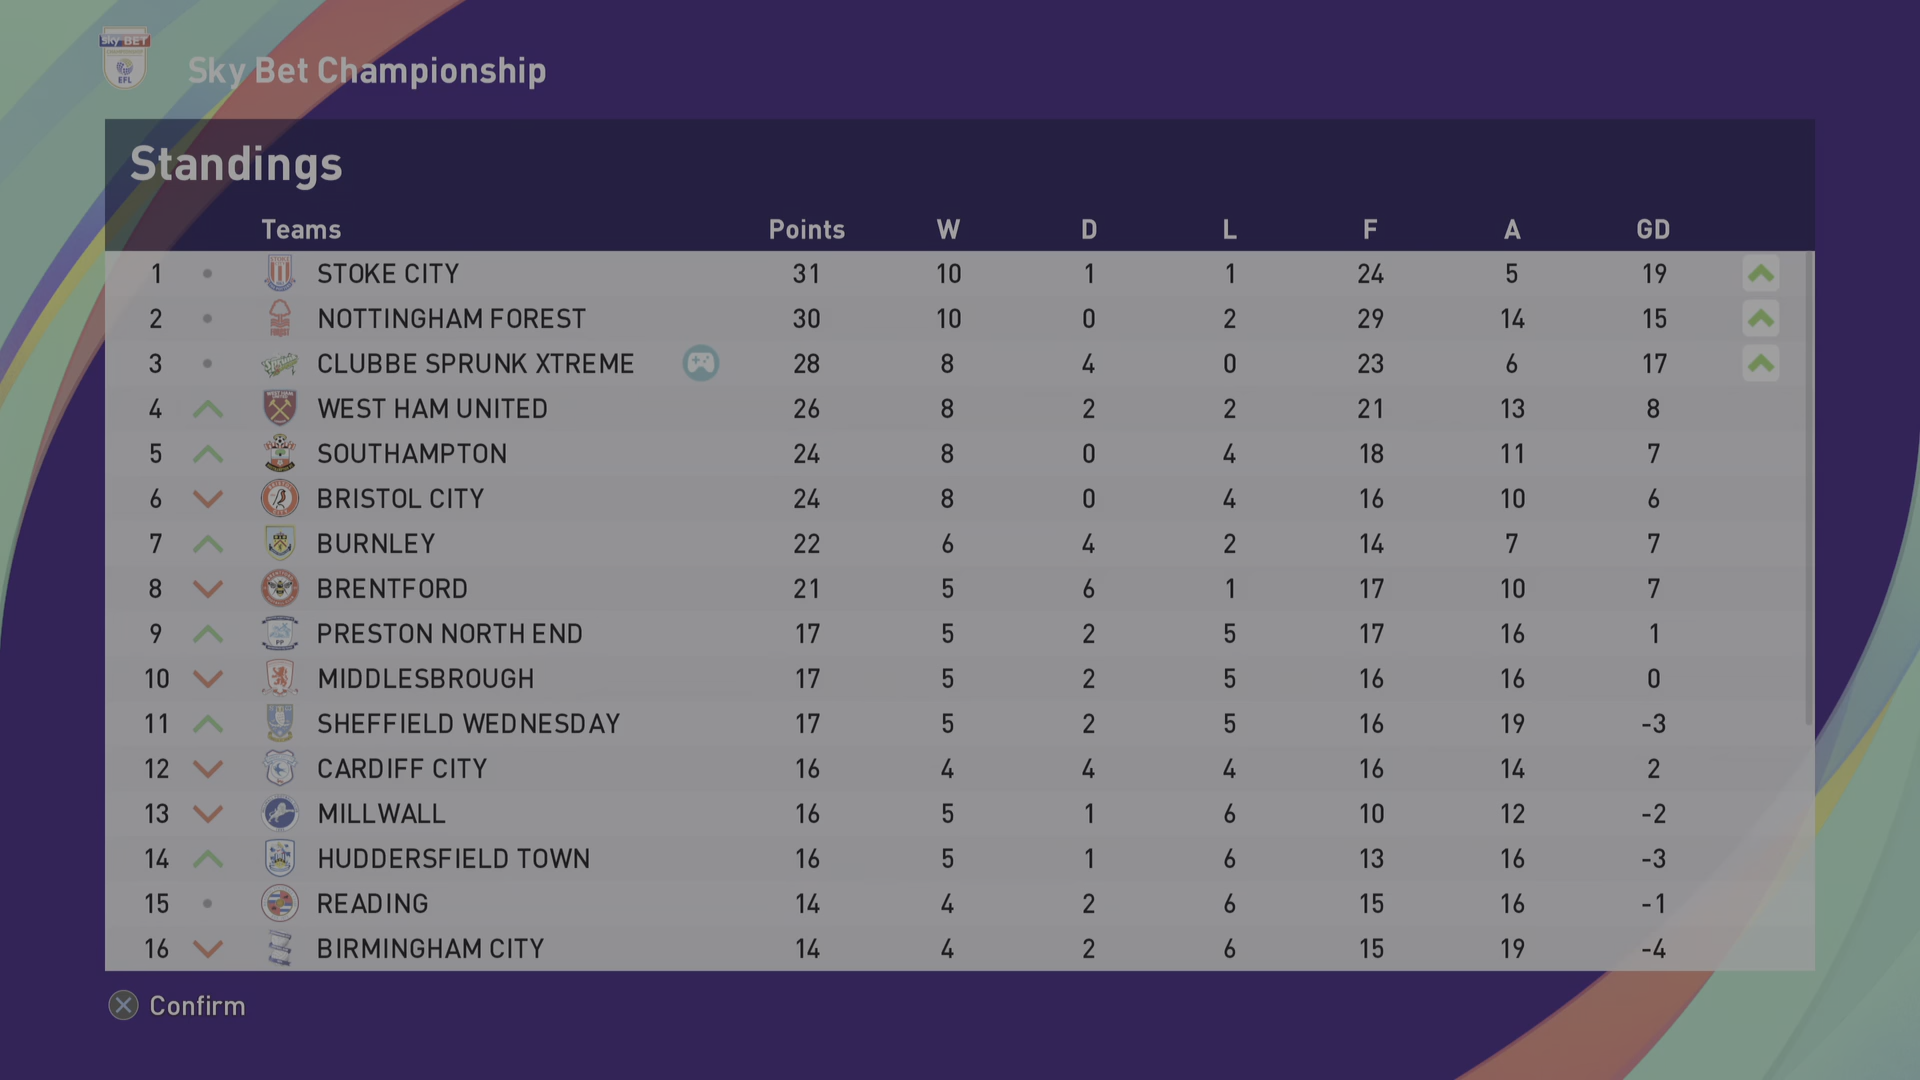 sky BET
EFL
Sky Bet Championship
Standings
Teams Points W D L F A GD
1 STOKE CITY 31 10 1 1 24 5 19
2 NOTTINGHAM FOREST 30 10 0 2 29 14 15
3 CLUBBE SPRUNK XTREME 28 8 4 0 23 6 17
4 WEST HAM UNITED 26 8 2 2 21 13 8
5 SOUTHAMPTON 24 8 0 4 18 11 7
6 BRISTOL CITY 24 8 0 4 16 10 6
7 BURNLEY 22 6 4 2 14 7 7
8 BRENTFORD 21 5 6 1 17 10 7
9 PRESTON NORTH END 17 5 2 5 17 16 1
10 MIDDLESBROUGH 17 5 2 5 16 16 0
11 SHEFFIELD WEDNESDAY 17 5 2 5 16 19 -3
12 CARDIFF CITY 16 4 4 4 16 14 2
13 MILLWALL 16 5 1 6 10 12 -2
14 HUDDERSFIELD TOWN 16 5 1 6 13 16 -3
15 READING 14 4 2 6 15 16 -1
16 BIRMINGHAM CITY 14 4 2 6 15 19 -4
Confirm